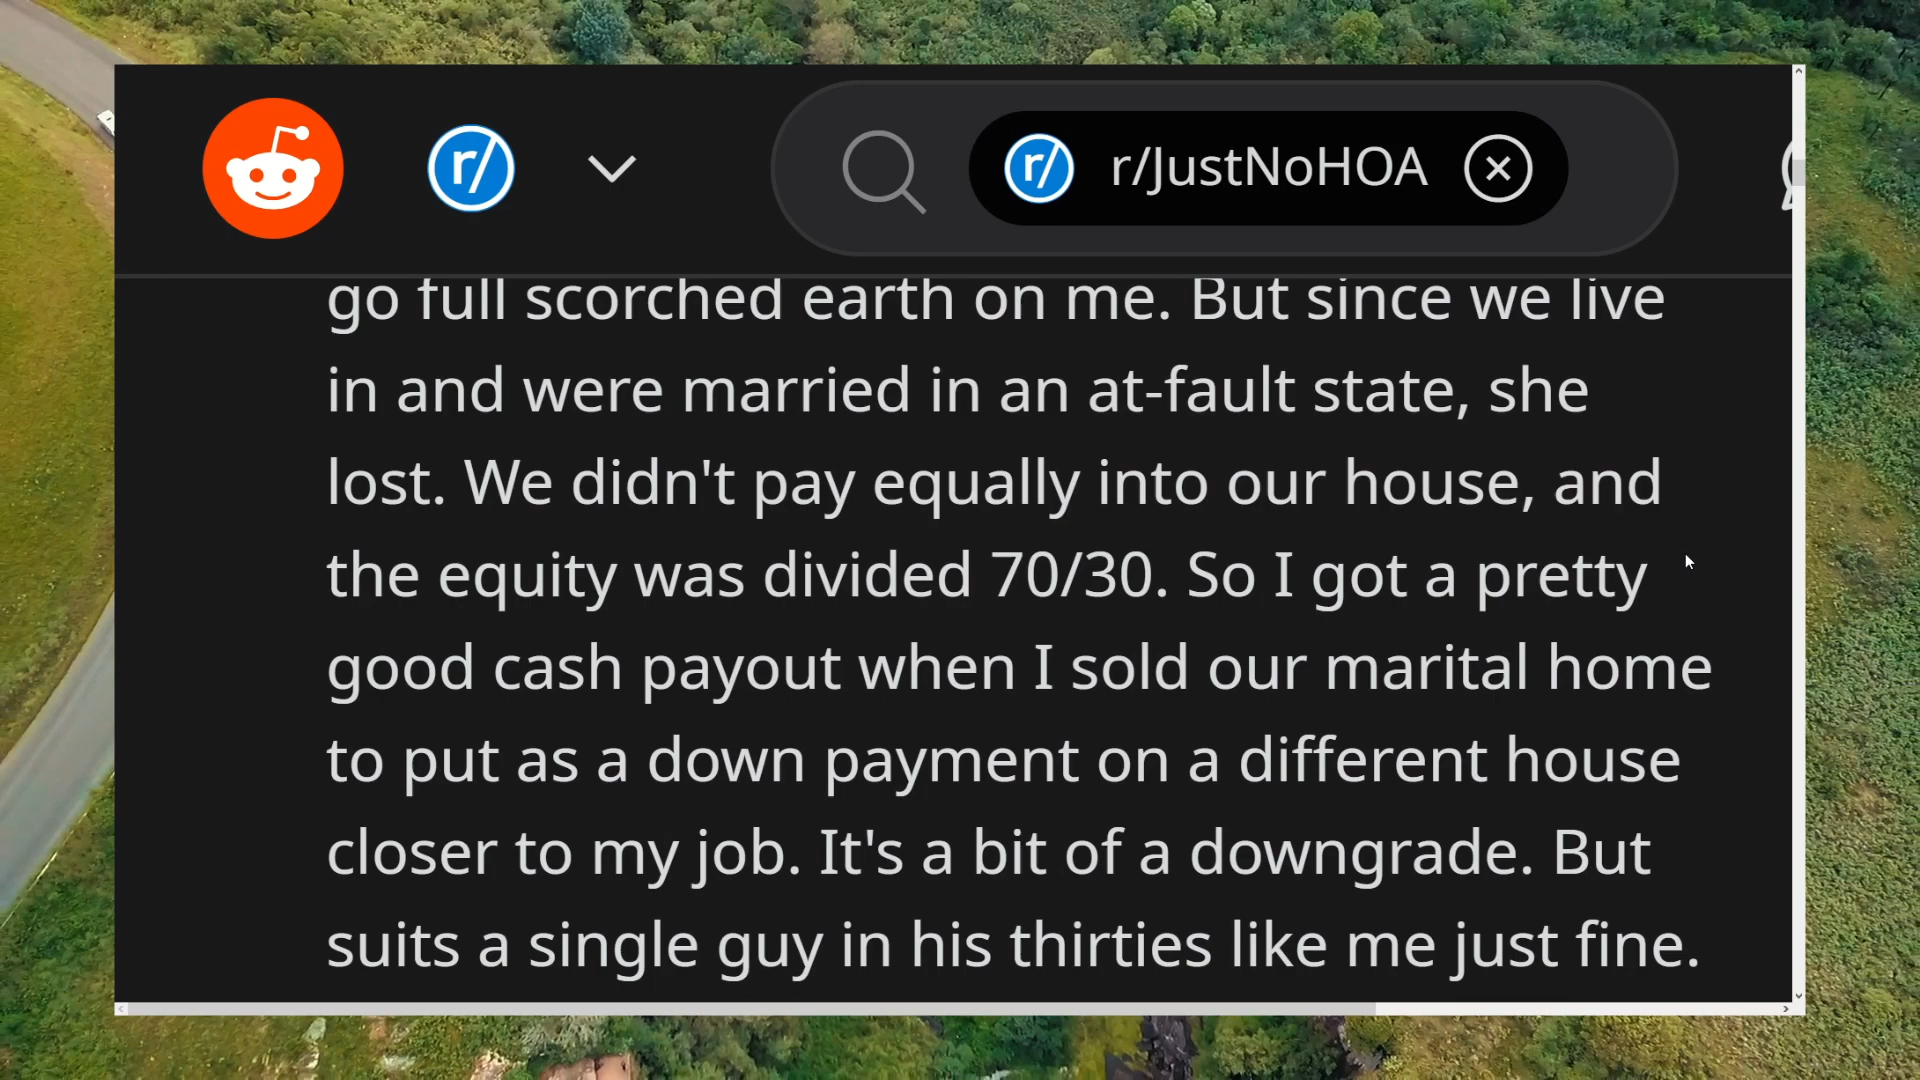 r/
r/ r/JustNoHOA
go full scorched earth on me. But since we live
in and were married in an at-fault state, she
lost. We didn't pay equally into our house, and
the equity was divided 70/30. So I got a pretty
good cash payout when I sold our marital home
to put as a down payment on a different house
closer to my job. It's a bit of a downgrade. But
suits a single guy in his thirties like me just fine.